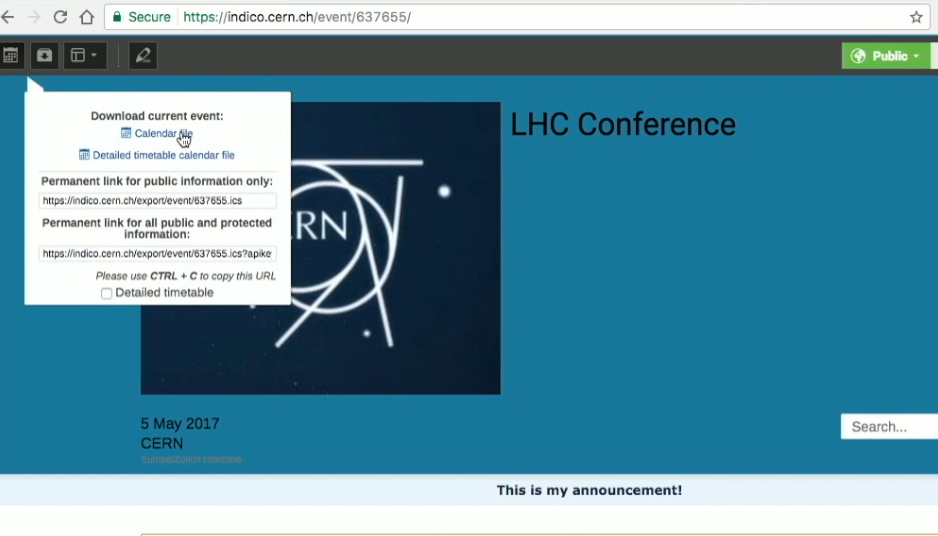 Secure
https://indico.cern.ch/event/637655/
Public
Download current event:
Calendar file
Detailed timetable calendar file
Permanent link for public information only:
https://indico.cern.ch/export/event/637655.ics
Permanent link for all public and protected
information:
https://indico.cern.ch/export/event/637655.ics?apike
Please use CTRL + C to copy this URL
Detailed timetable
RN
LHC Conference
5 May 2017
CERN
Europe/Zurich timezone
Search...
This is my announcement!